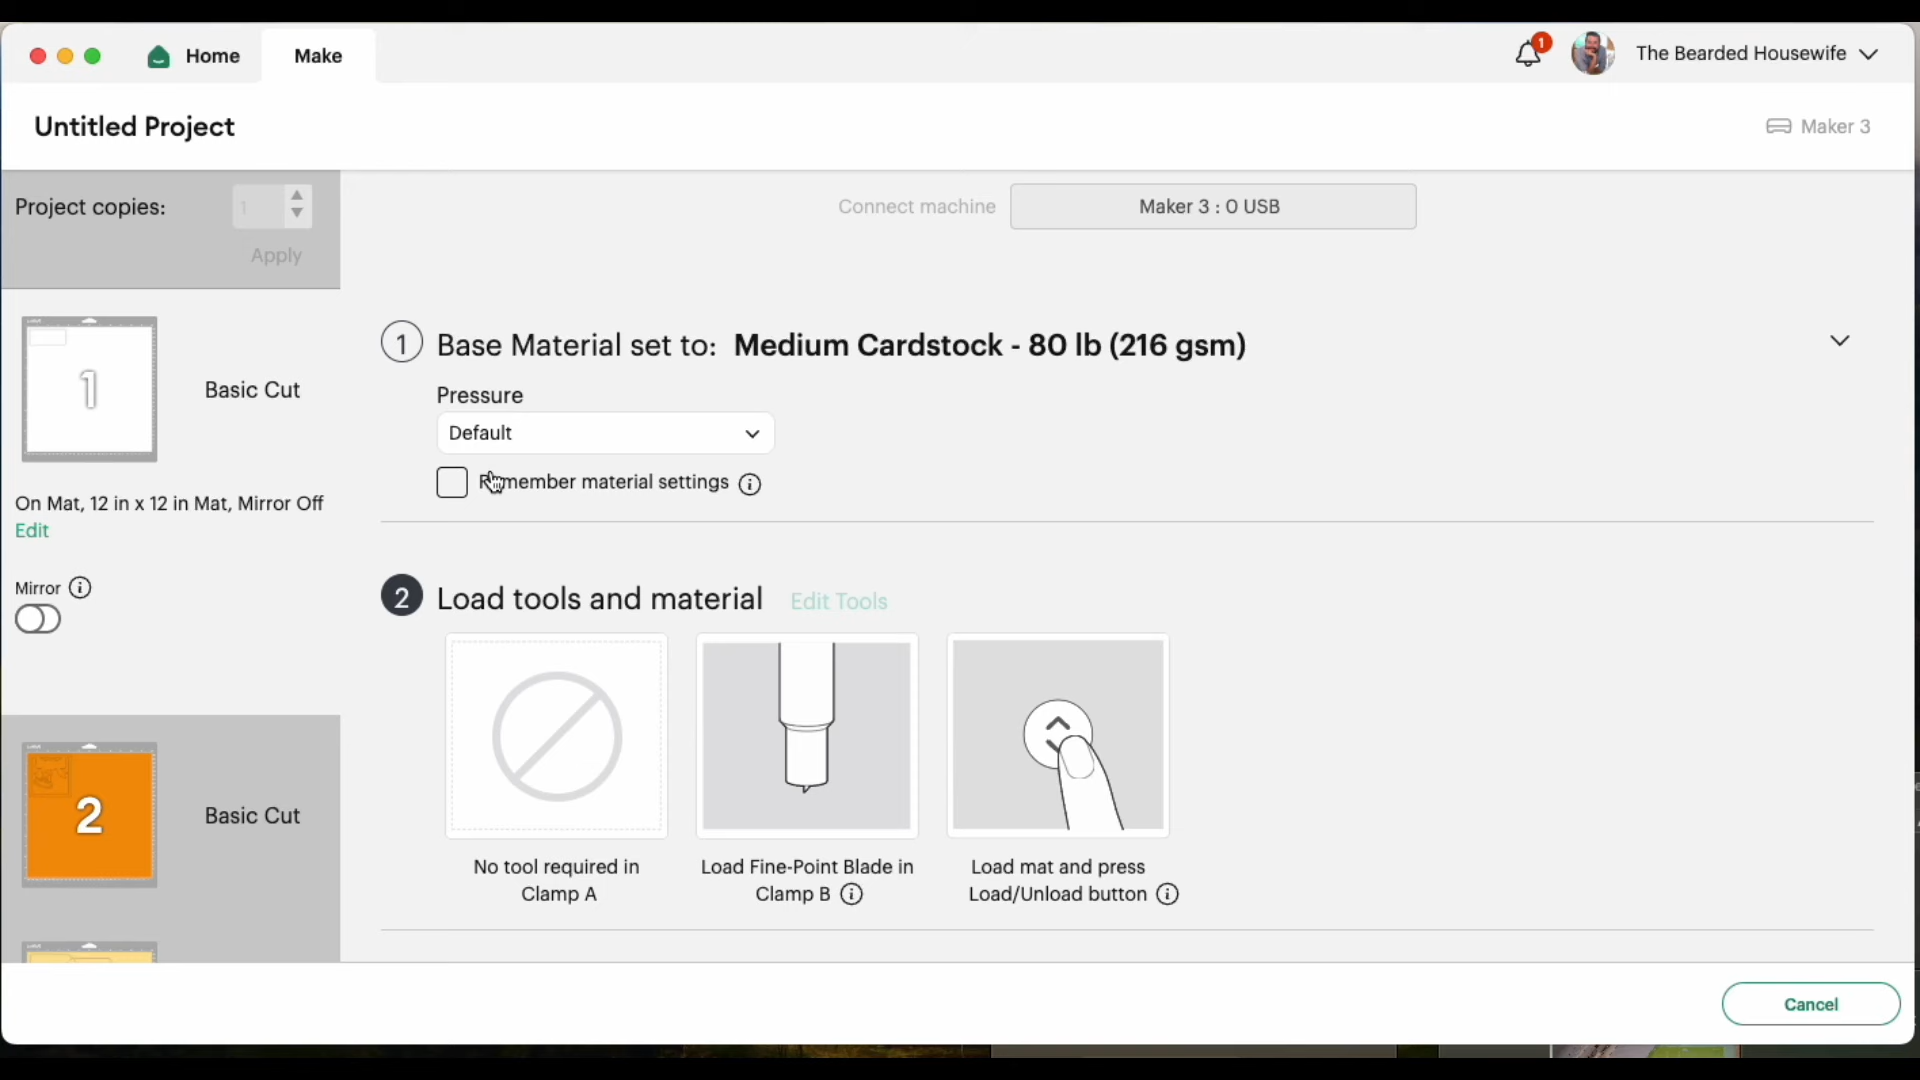 Home
Make
1
The Bearded Housewife
Untitled Project
Maker 3
Project copies:
1
Apply
Connect machine
Maker 3 : 0 USB
1
Basic Cut
On Mat, 12 in x 12 in Mat, Mirror Off
Edit
Mirror
1 Base Material set to: Medium Cardstock - 80 lb (216 gsm)
Pressure
Default
Remember material settings
2 Load tools and material
Edit Tools
No tool required in
Clamp A
Load Fine-Point Blade in
Clamp B
Load mat and press
Load/Unload button
2
Basic Cut
Cancel